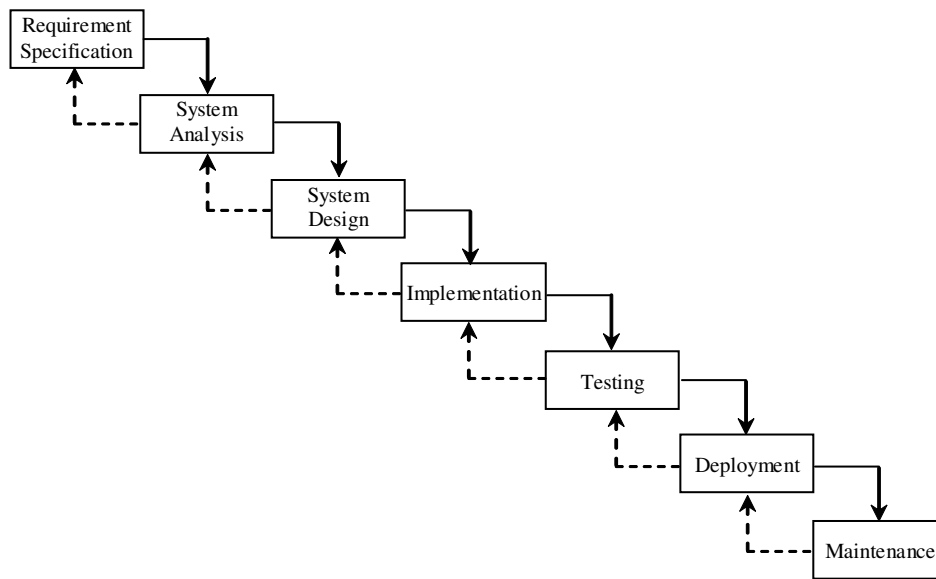 Requirement
Specification
System
Analysis
System
Design
Implementation
Testing
Deployment
Maintenance